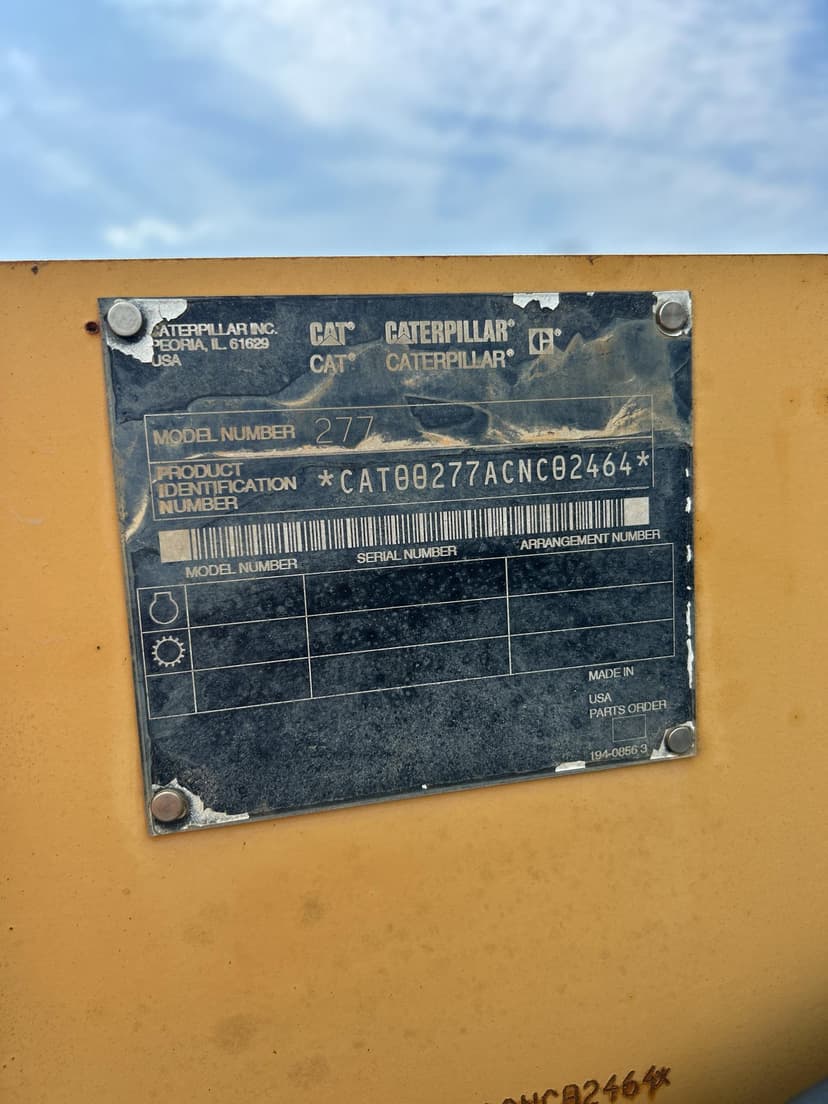 CATERPILLAR INC.
PEORIA, IL. 61629
USA
CAT® CATERPILLAR® ®
CAT® CATERPILLAR®
MODEL NUMBER 277
PRODUCT
IDENTIFICATION
NUMBER
*CAT00277ACNC02464*
MODEL NUMBER SERIAL NUMBER ARRANGEMENT NUMBER
MADE IN
USA
PARTS ORDER
194-0856 3
CNC02464*